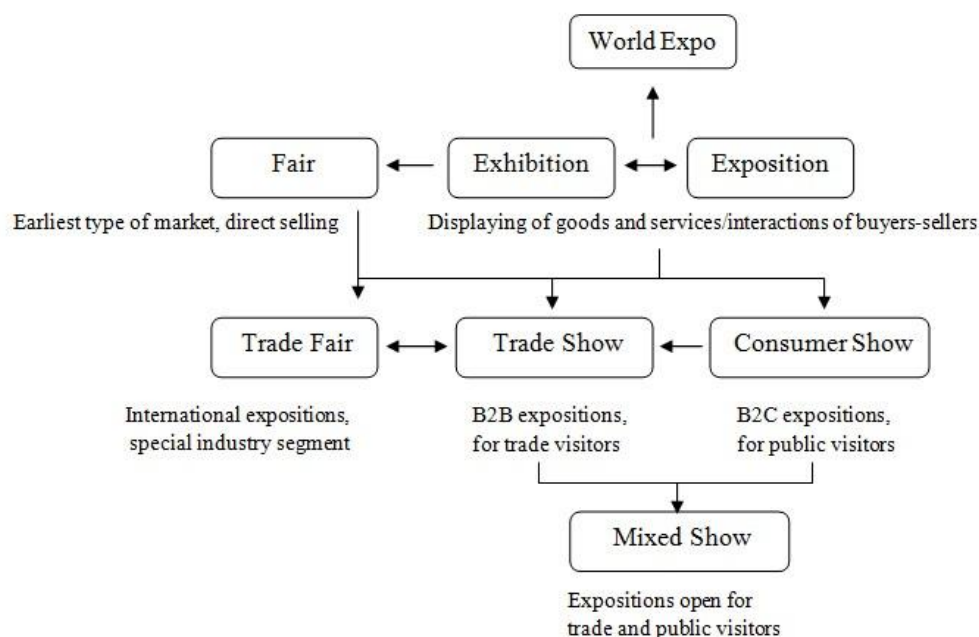 World Expo
Fair
Exhibition
Exposition
Earliest type of market, direct selling
Displaying of goods and services/interactions of buyers-sellers
Trade Fair
Trade Show
Consumer Show
International expositions,
special industry segment
B2B expositions,
for trade visitors
B2C expositions,
for public visitors
Mixed Show
Expositions open for
trade and public visitors